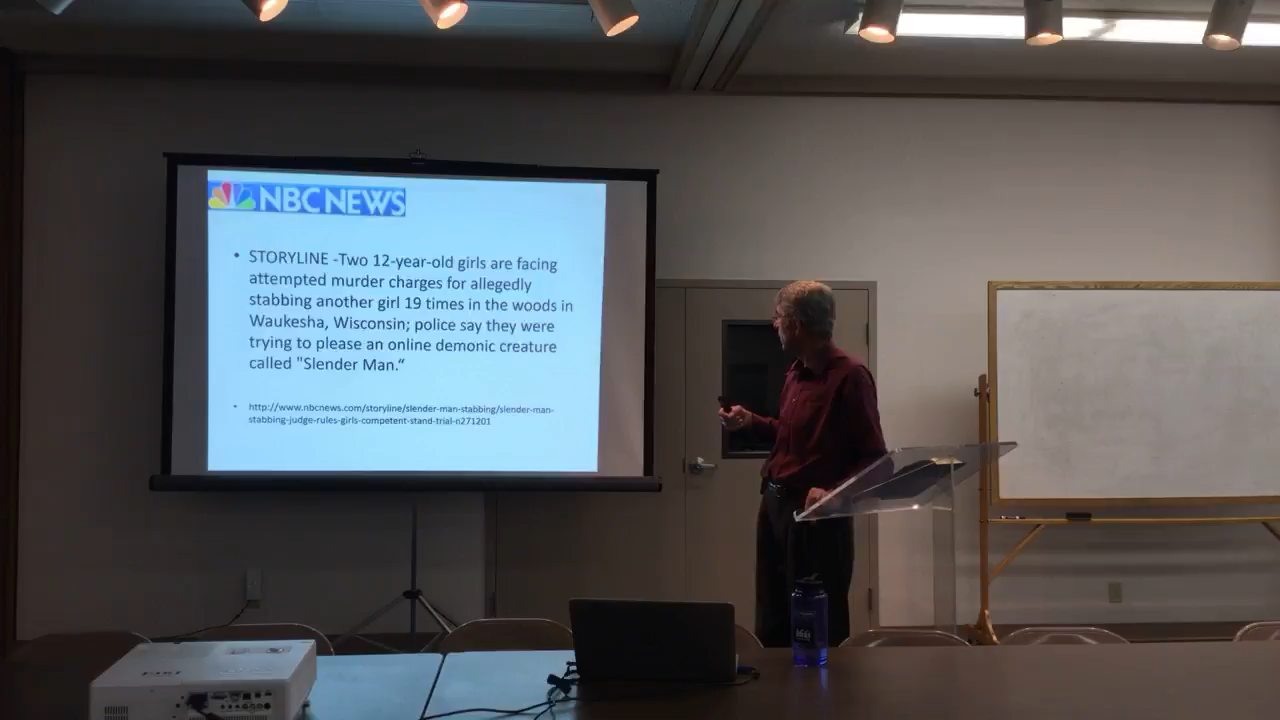 NBC NEWS
• STORYLINE -Two 12-year-old girls are facing
attempted murder charges for allegedly
stabbing another girl 19 times in the woods in
Waukesha, Wisconsin; police say they were
trying to please an online demonic creature
called "Slender Man.“
• http://www.nbcnews.com/storyline/slender-man-stabbing/slender-man-
stabbing-judge-rules-girls-competent-stand-trial-n271201